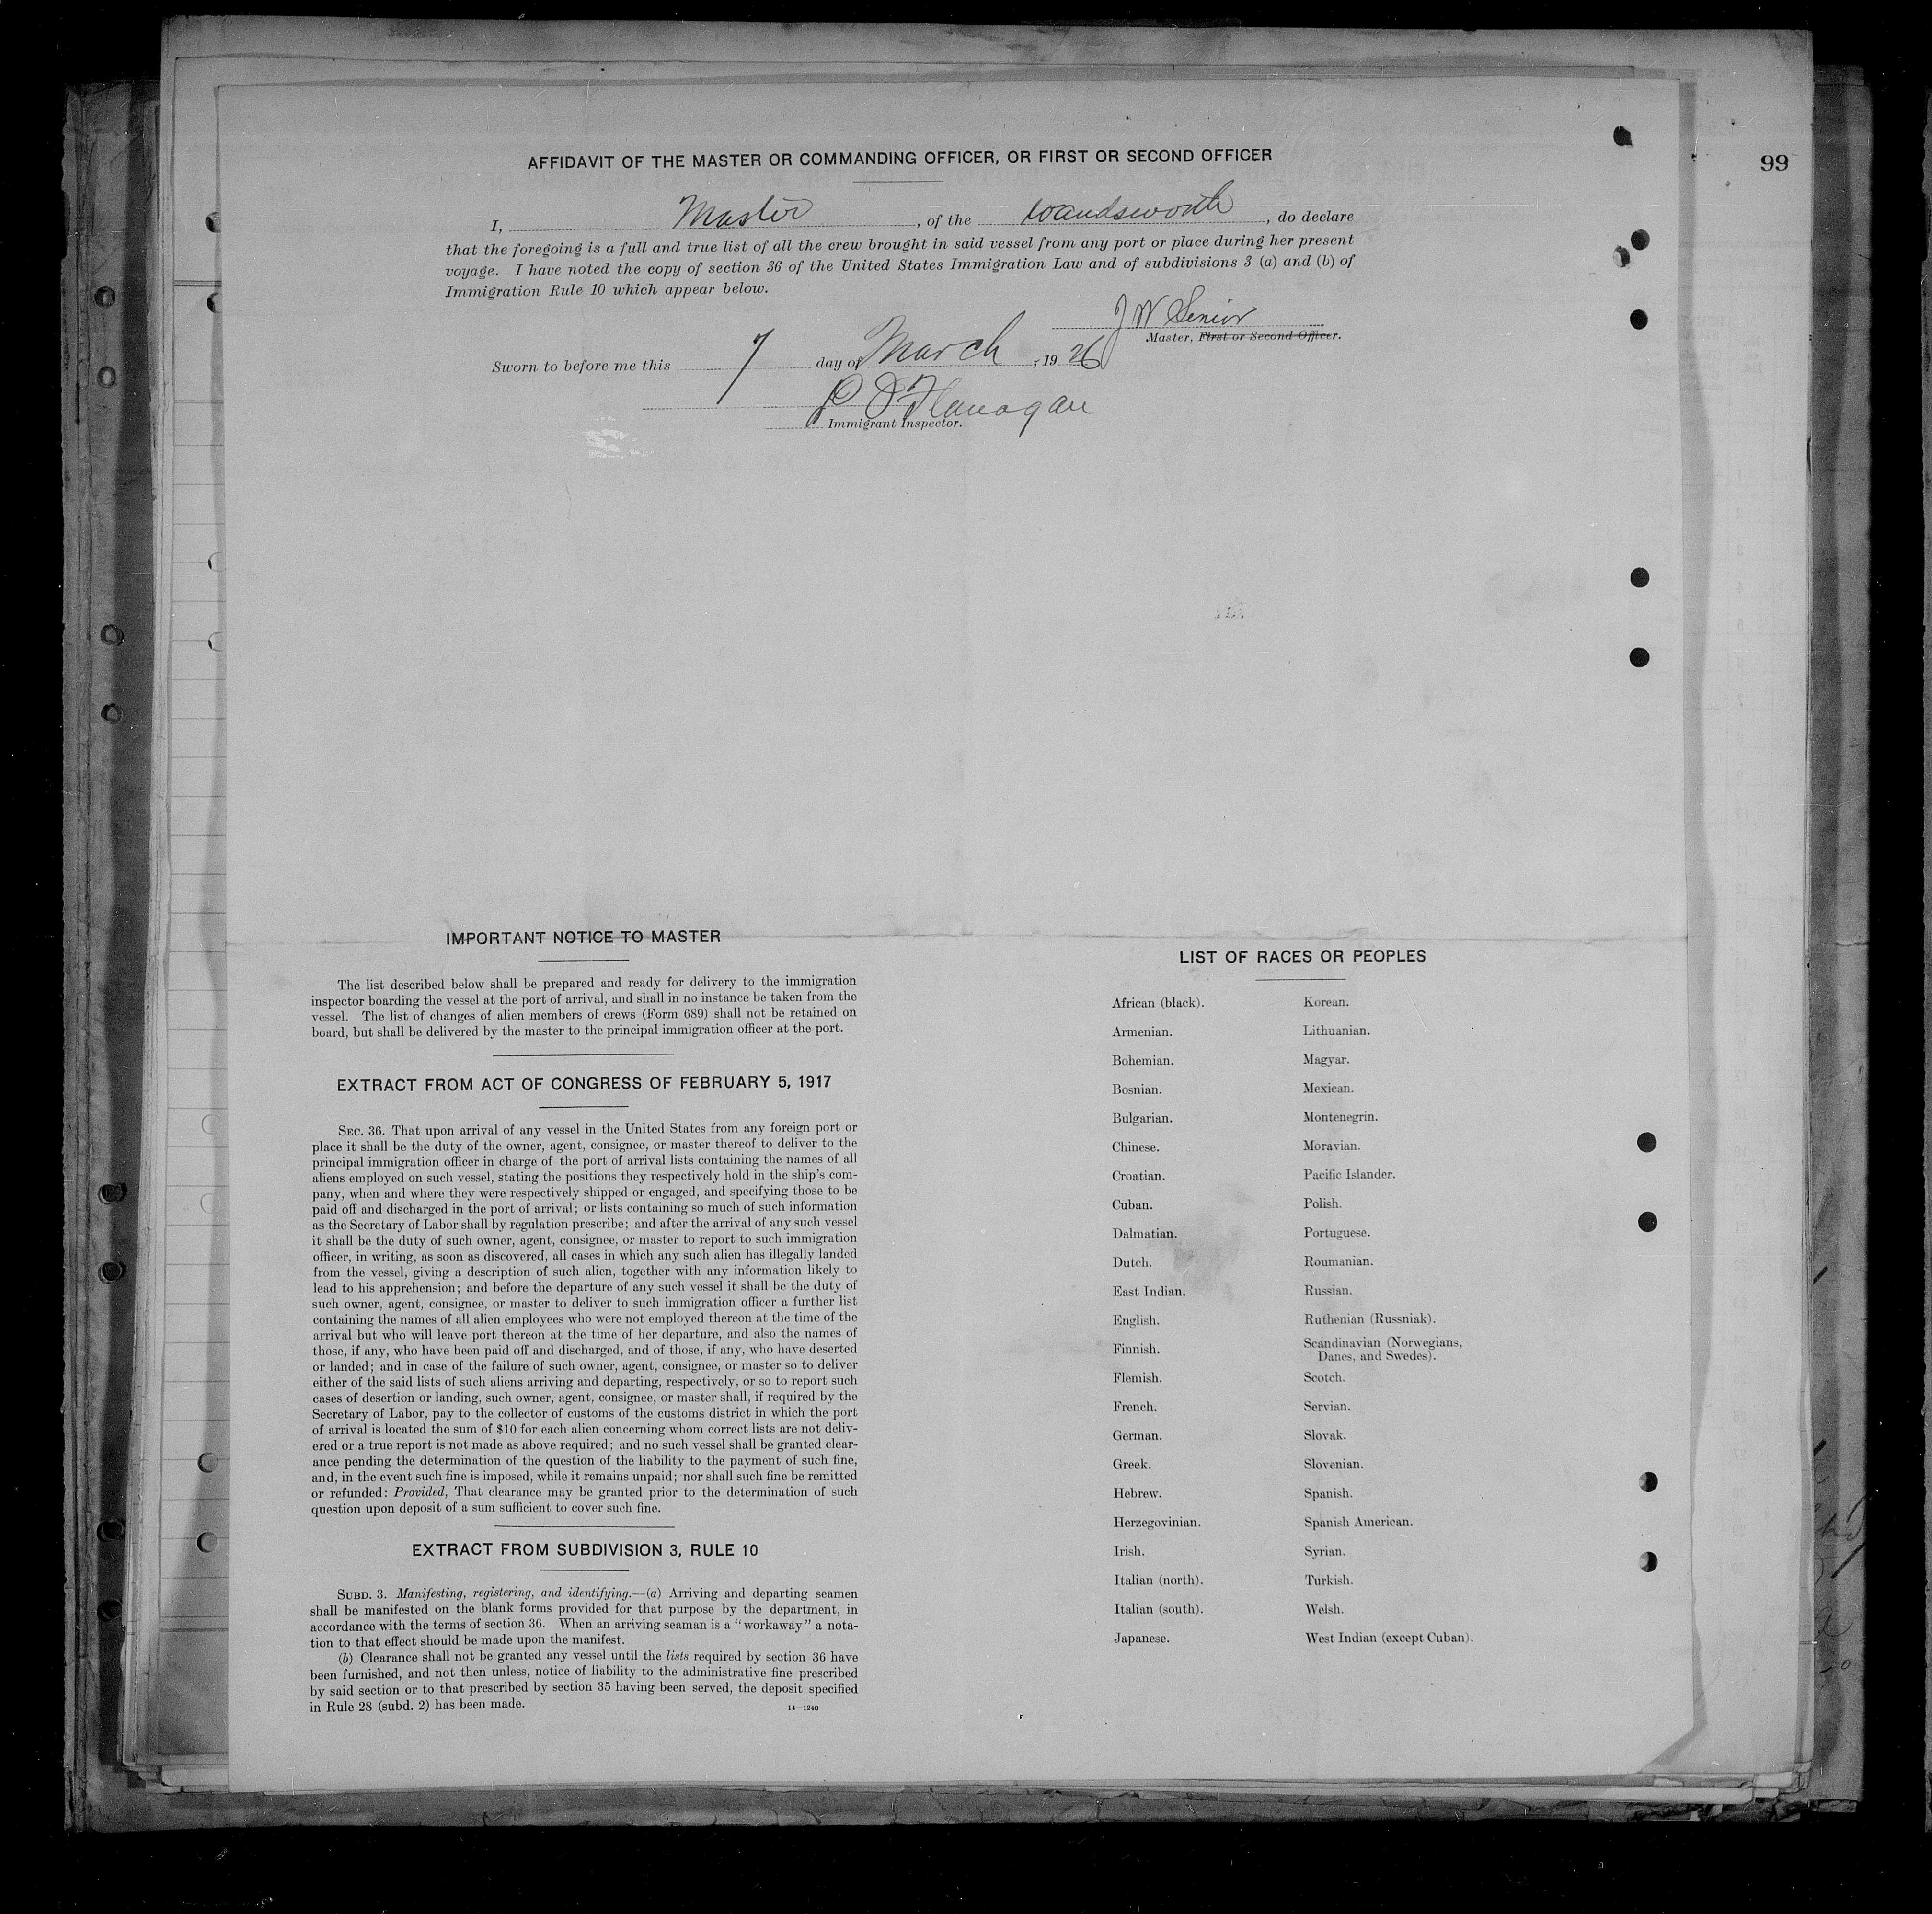 99
AFFIDAVIT OF THE MASTER OR COMMANDING OFFICER, OR FIRST OR SECOND OFFICER
I, Master, of the Wandsworth, do declare
that the foregoing is a full and true list of all the crew brought in said vessel from any port or place during her present
voyage. I have noted the copy of section 36 of the United States Immigration Law and of subdivisions 3 (a) and (b) of
Immigration Rule 10 which appear below.
J W Senior
Master, First or Second Officer.
Sworn to before me this 7 day of March, 1926
P O'Flanagan
Immigrant Inspector.
IMPORTANT NOTICE TO MASTER
The list described below shall be prepared and ready for delivery to the immigration
inspector boarding the vessel at the port of arrival, and shall in no instance be taken from the
vessel. The list of changes of alien members of crews (Form 689) shall not be retained on
board, but shall be delivered by the master to the principal immigration officer at the port.
EXTRACT FROM ACT OF CONGRESS OF FEBRUARY 5, 1917
SEC. 36. That upon arrival of any vessel in the United States from any foreign port or
place it shall be the duty of the owner, agent, consignee, or master thereof to deliver to the
principal immigration officer in charge of the port of arrival lists containing the names of all
aliens employed on such vessel, stating the positions they respectively hold in the ship's com-
pany, when and where they were respectively shipped or engaged, and specifying those to be
paid off and discharged in the port of arrival; or lists containing so much of such information
as the Secretary of Labor shall by regulation prescribe; and after the arrival of any such vessel
it shall be the duty of such owner, agent, consignee, or master to report to such immigration
officer, in writing, as soon as discovered, all cases in which any such alien has illegally landed
from the vessel, giving a description of such alien, together with any information likely to
lead to his apprehension; and before the departure of any such vessel it shall be the duty of
such owner, agent, consignee, or master to deliver to such immigration officer a further list
containing the names of all alien employees who were not employed thereon at the time of the
arrival but who will leave port thereon at the time of her departure, and also the names of
those, if any, who have been paid off and discharged, and of those, if any, who have deserted
or landed; and in case of the failure of such owner, agent, consignee, or master so to deliver
either of the said lists of such aliens arriving and departing, respectively, or so to report such
cases of desertion or landing, such owner, agent, consignee, or master shall, if required by the
Secretary of Labor, pay to the collector of customs of the customs district in which the port
of arrival is located the sum of $10 for each alien concerning whom correct lists are not deliv-
ered or a true report is not made as above required; and no such vessel shall be granted clear-
ance pending the determination of the question of the liability to the payment of such fine,
and, in the event such fine is imposed, while it remains unpaid; nor shall such fine be remitted
or refunded: Provided, That clearance may be granted prior to the determination of such
question upon deposit of a sum sufficient to cover such fine.
EXTRACT FROM SUBDIVISION 3, RULE 10
SUBD. 3. Manifesting, registering, and identifying.—(a) Arriving and departing seamen
shall be manifested on the blank forms provided for that purpose by the department, in
accordance with the terms of section 36. When an arriving seaman is a "workaway" a nota-
tion to that effect should be made upon the manifest.
(b) Clearance shall not be granted any vessel until the lists required by section 36 have
been furnished, and not then unless, notice of liability to the administrative fine prescribed
by said section or to that prescribed by section 35 having been served, the deposit specified
in Rule 28 (subd. 2) has been made.
14—1240
LIST OF RACES OR PEOPLES
African (black).
Armenian.
Bohemian.
Bosnian.
Bulgarian.
Chinese.
Croatian.
Cuban.
Dalmatian.
Dutch.
East Indian.
English.
Finnish.
Flemish.
French.
German.
Greek.
Hebrew.
Herzegovinian.
Irish.
Italian (north).
Italian (south).
Japanese.
Korean.
Lithuanian.
Magyar.
Mexican.
Montenegrin.
Moravian.
Pacific Islander.
Polish.
Portuguese.
Roumanian.
Russian.
Ruthenian (Russniak).
Scandinavian (Norwegians,
Danes, and Swedes).
Scotch.
Servian.
Slovak.
Slovenian.
Spanish.
Spanish American.
Syrian.
Turkish.
Welsh.
West Indian (except Cuban).